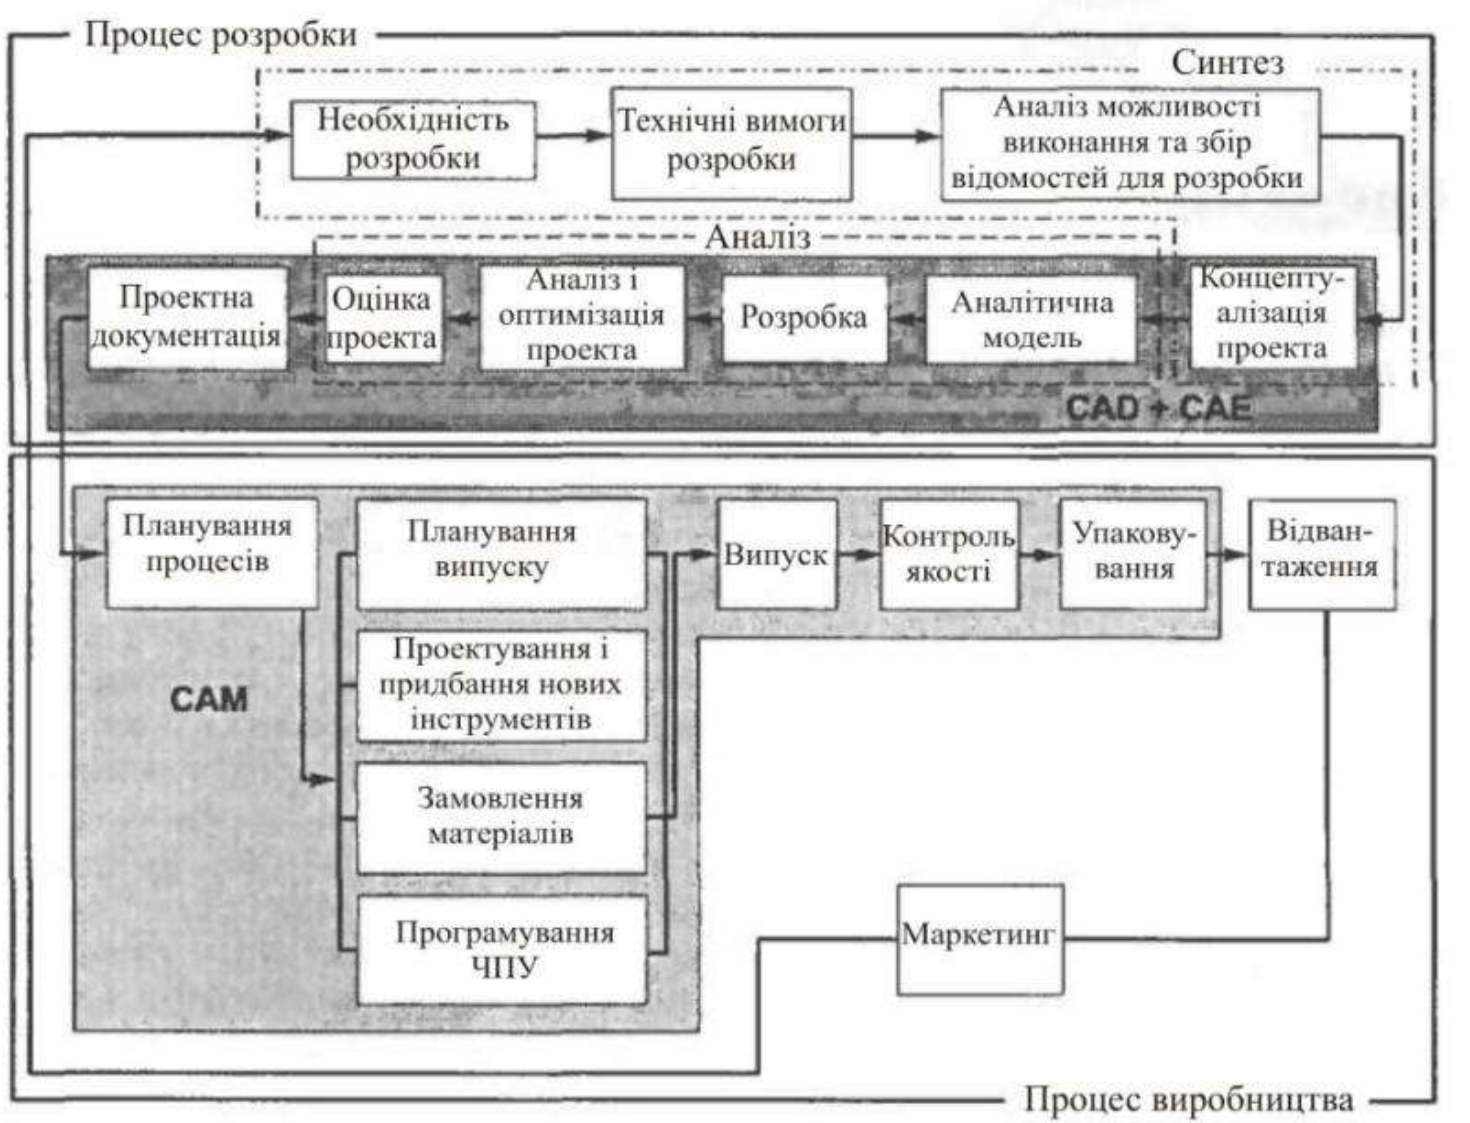 Процес розробки
Синтез
Необхідність
розробки
Технічні вимоги
розробки
Аналіз можливості
виконання та збір
відомостей для розробки
Аналіз
Проектна
документація
Оцінка
проекта
Аналіз і
оптимізація
проекта
Розробка
Аналітична
модель
Концепту-
алізація
проекта
CAD + CAE
Планування
процесів
Планування
випуску
Випуск
Контроль
якості
Упакову-
вання
Відван-
таження
Проектування і
придбання нових
інструментів
CAM
Замовлення
матеріалів
Програмування
ЧПУ
Маркетинг
Процес виробництва